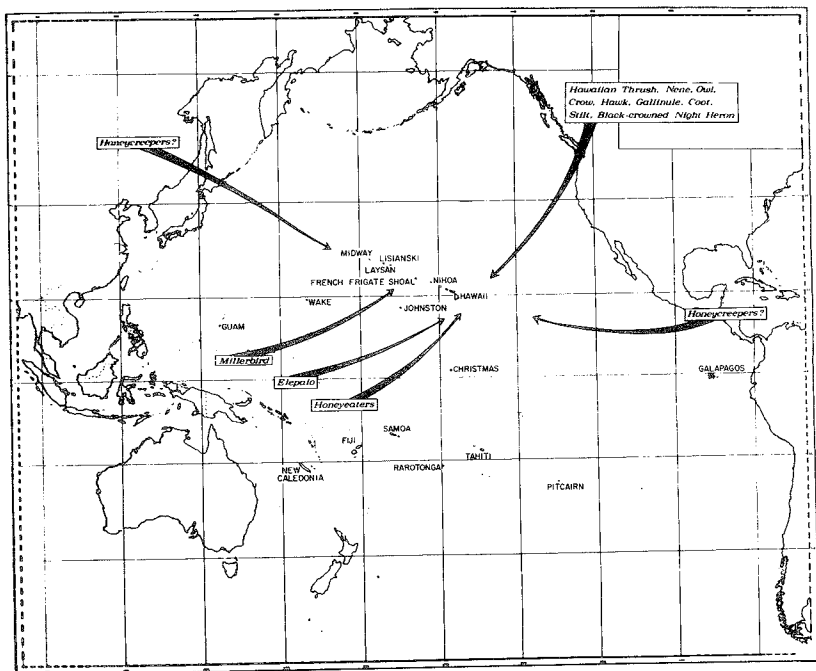 Hawaiian Thrush, Nene, Owl,
Crow, Hawk, Gallinule, Coot,
Stilt, Black-crowned Night Heron
Honeycreepers?
MIDWAY
LISIANSKI
LAYSAN
FRENCH FRIGATE SHOAL
NIHOA
HAWAII
WAKE
JOHNSTON
Honeycreepers?
GUAM
Millerbird
Elepaio
CHRISTMAS
GALAPAGOS
Honeyeaters
SAMOA
FIJI
TAHITI
NEW
CALEDONIA
RAROTONGA
PITCAIRN